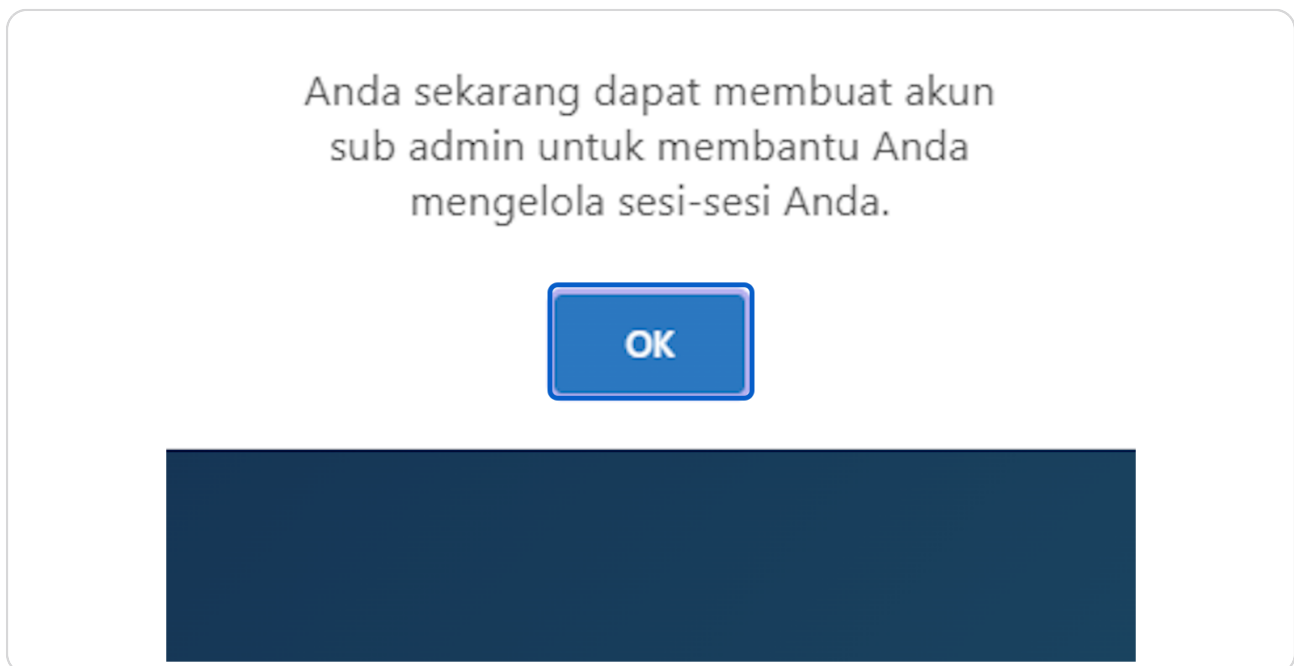 Anda sekarang dapat membuat akun
sub admin untuk membantu Anda
mengelola sesi-sesi Anda.
OK